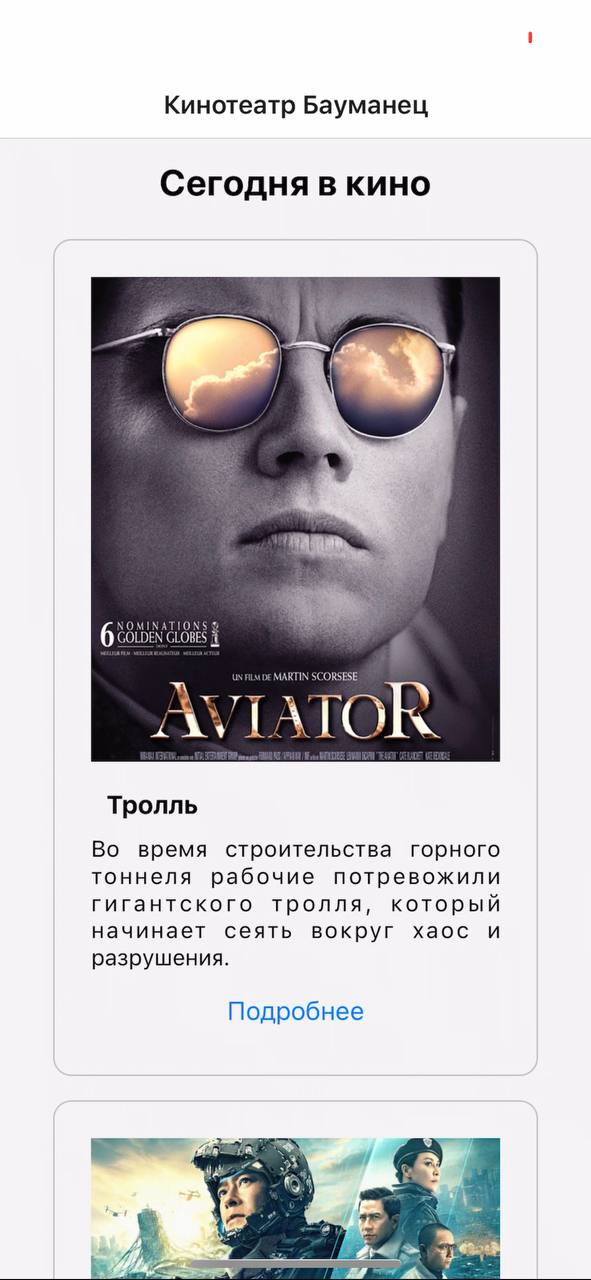 Кинотеатр Бауманец
Сегодня в кино
6 NOMINATIONS
GOLDEN GLOBES
MEILLEUR FILM - MEILLEUR RÉALISATEUR - MEILLEUR ACTEUR
UN FILM DE MARTIN SCORSESE
AVIATOR
Тролль
Во время строительства горного
тоннеля рабочие потревожили
гигантского тролля, который
начинает сеять вокруг хаос и
разрушения.
Подробнее